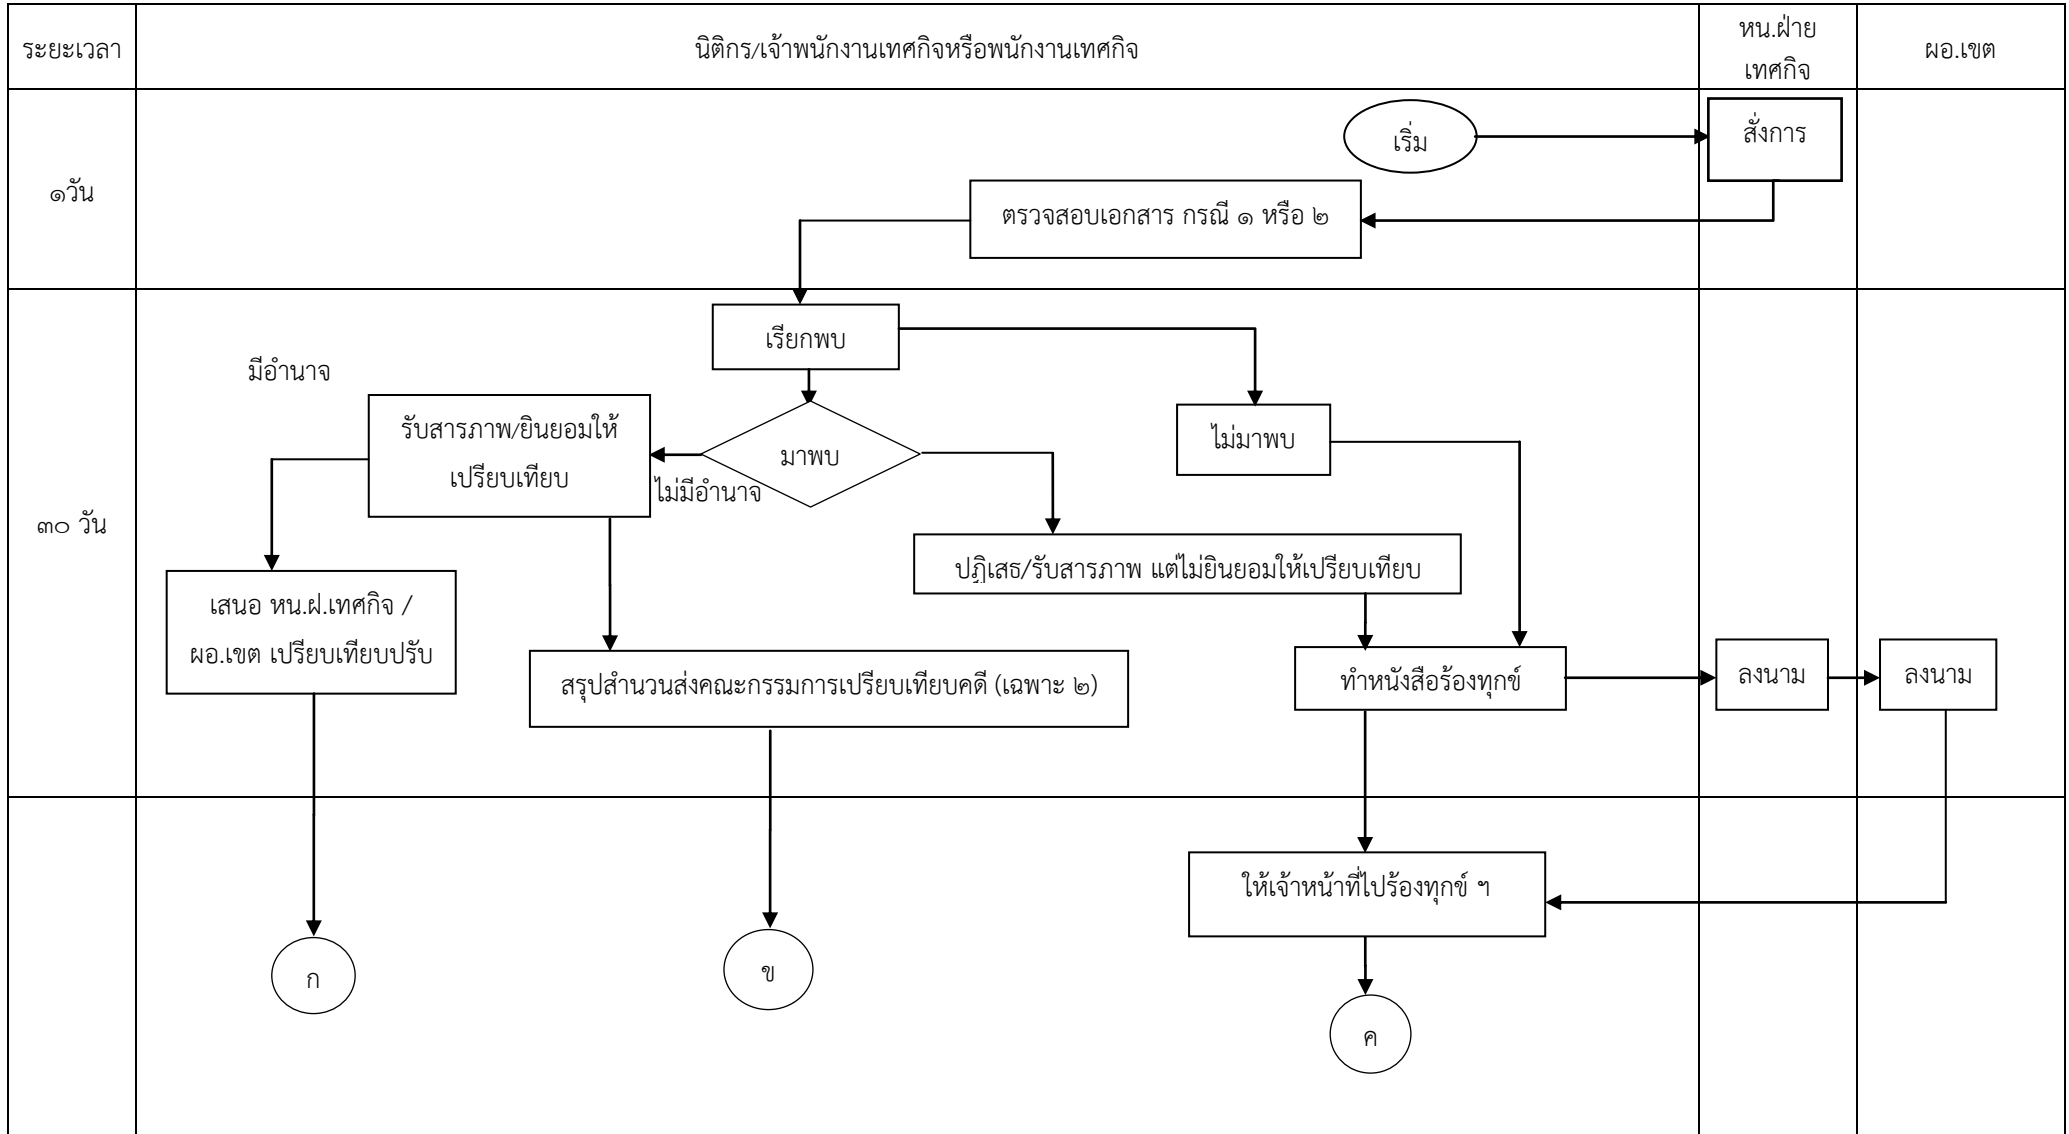 ระยะเวลา
นิติกร/เจ้าพนักงานเทศกิจหรือพนักงานเทศกิจ
หน.ฝ่าย
เทศกิจ
ผอ.เขต
เริ่ม
สั่งการ
๑วัน
ตรวจสอบเอกสาร กรณี ๑ หรือ ๒
เรียกพบ
มีอำนาจ
รับสารภาพ/ยินยอมให้
เปรียบเทียบ
มาพบ
ไม่มาพบ
ไม่มีอำนาจ
๓๐ วัน
ปฏิเสธ/รับสารภาพ แต่ไม่ยินยอมให้เปรียบเทียบ
เสนอ หน.ฝ.เทศกิจ /
ผอ.เขต เปรียบเทียบปรับ
สรุปสำนวนส่งคณะกรรมการเปรียบเทียบคดี (เฉพาะ ๒)
ทำหนังสือร้องทุกข์
ลงนาม
ลงนาม
ให้เจ้าหน้าที่ไปร้องทุกข์ ฯ
ก
ข
ค